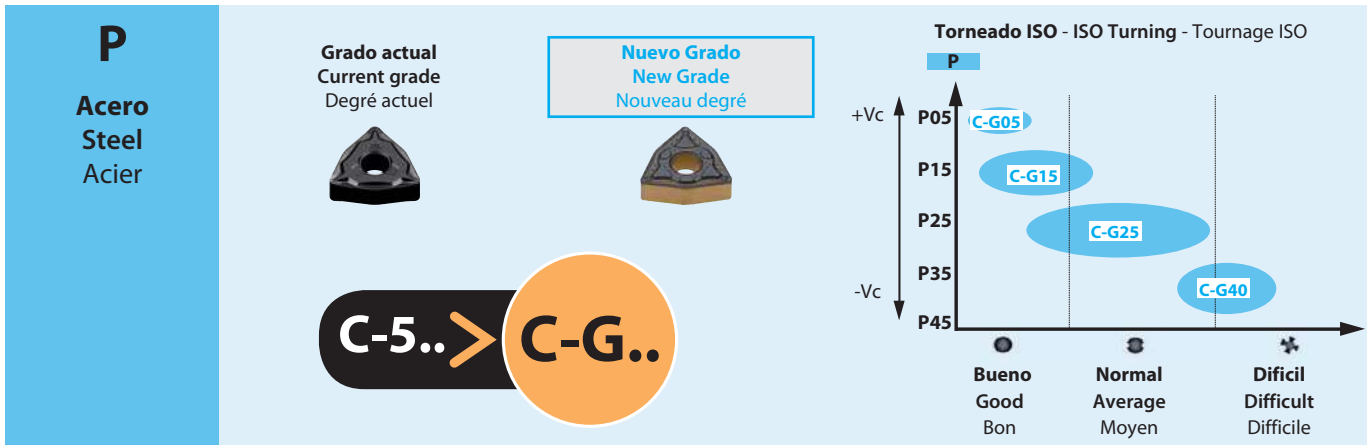 P
Acero
Steel
Acier
Grado actual
Current grade
Degré actuel
Nuevo Grado
New Grade
Nouveau degré
C-5.. > C-G..
Torneado ISO - ISO Turning - Tournage ISO
P
+Vc
-Vc
P05
P15
P25
P35
P45
C-G05
C-G15
C-G25
C-G40
Bueno
Good
Bon
Normal
Average
Moyen
Dificil
Difficult
Difficile